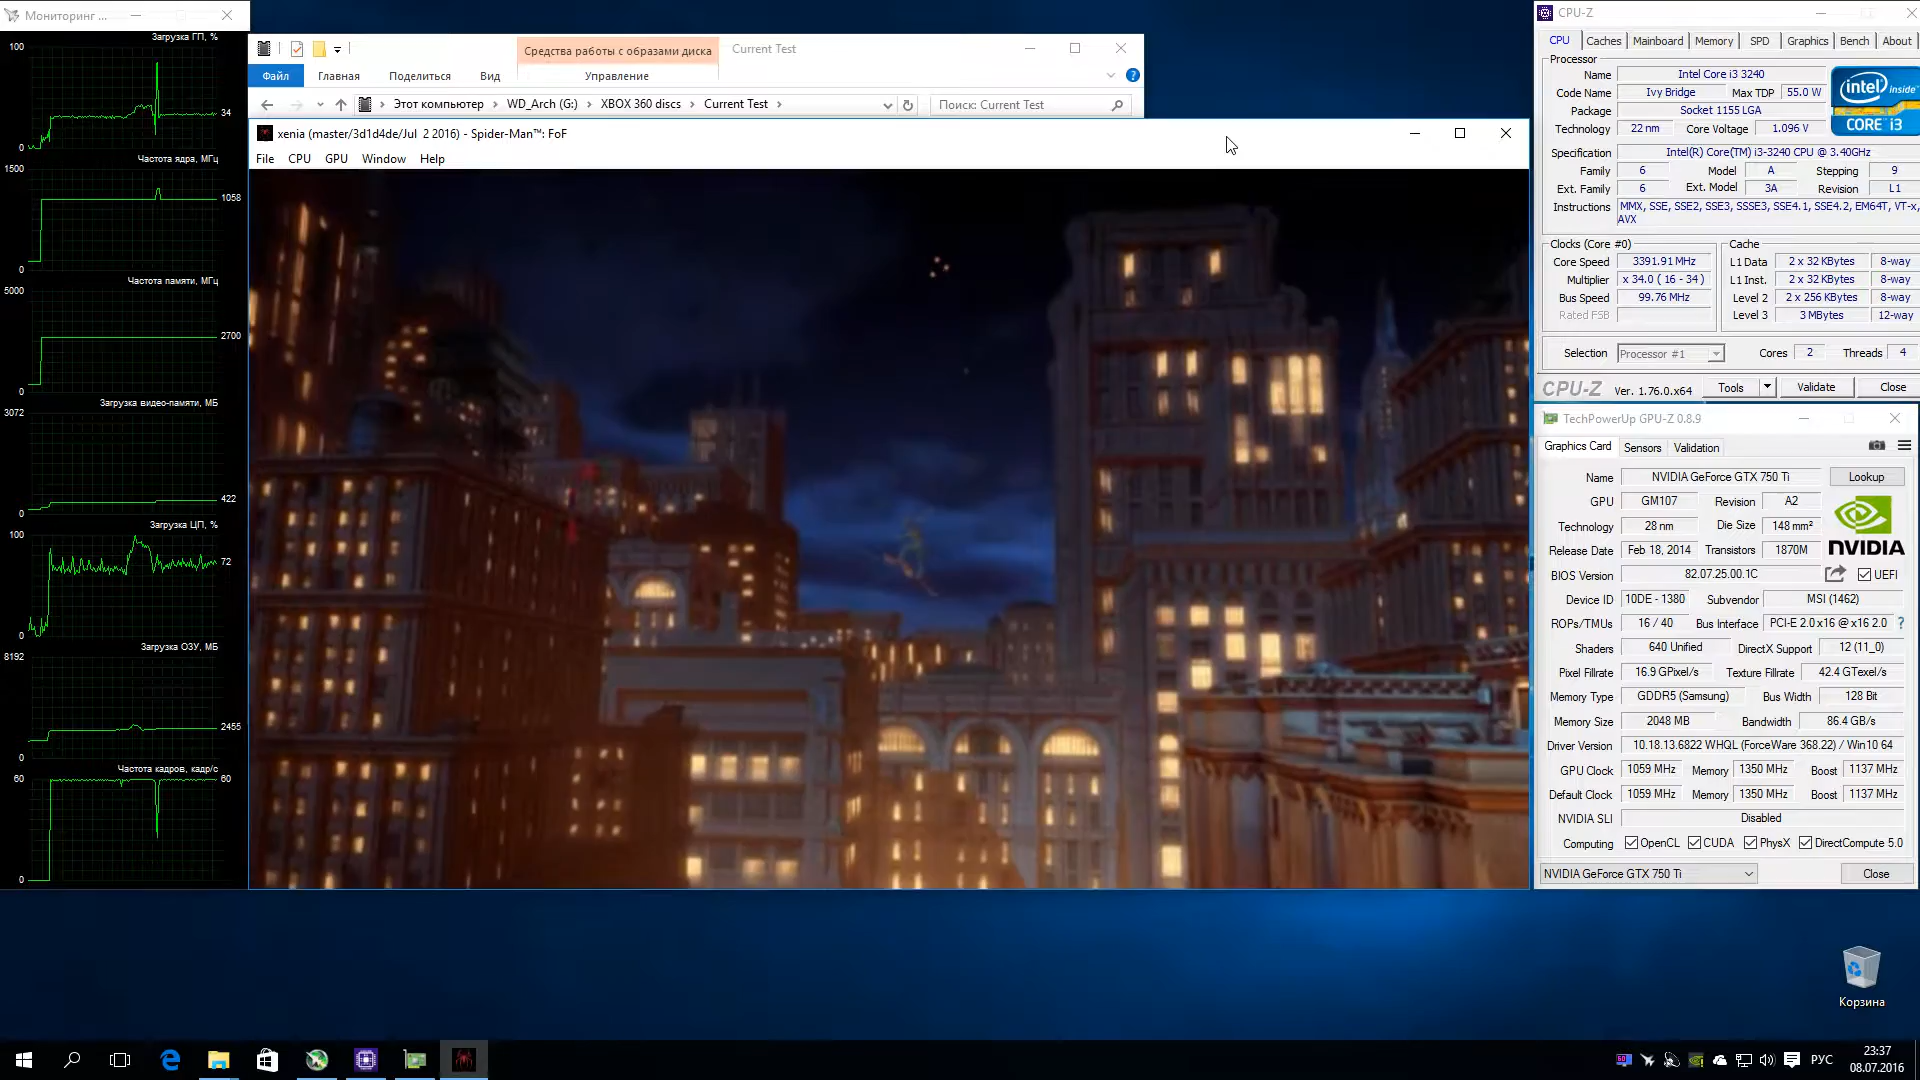 Мониторинг ...
Загрузка ГП, %
100
34
0
Частота ядра, МГц
1500
1058
0
Частота памяти, МГц
5000
2700
0
Загрузка видео-памяти, МБ
3072
422
0
Загрузка ЦП, %
100
72
0
Загрузка ОЗУ, МБ
8192
2455
0
Частота кадров, кадр/с
60
60
0
Средства работы с образами диска
Current Test
Файл
Главная
Поделиться
Вид
Управление
Этот компьютер
WD_Arch (G:)
XBOX 360 discs
Current Test
Поиск: Current Test
xenia (master/3d1d4de/Jul 2 2016) - Spider-Man™: FoF
File CPU GPU Window Help
CPU-Z
CPU Caches Mainboard Memory SPD Graphics Bench About
Processor
Name Intel Core i3 3240
Code Name Ivy Bridge Max TDP 55.0 W
Package Socket 1155 LGA
Technology 22 nm Core Voltage 1.096 V
intel inside
CORE i3
Specification Intel(R) Core(TM) i3-3240 CPU @ 3.40GHz
Family 6 Model A Stepping 9
Ext. Family 6 Ext. Model 3A Revision L1
Instructions MMX, SSE, SSE2, SSE3, SSSE3, SSE4.1, SSE4.2, EM64T, VT-x,
AVX
Clocks (Core #0)
Core Speed 3391.91 MHz
Multiplier x 34.0 ( 16 - 34 )
Bus Speed 99.76 MHz
Rated FSB
Cache
L1 Data 2 x 32 KBytes 8-way
L1 Inst. 2 x 32 KBytes 8-way
Level 2 2 x 256 KBytes 8-way
Level 3 3 MBytes 12-way
Selection Processor #1 Cores 2 Threads 4
CPU-Z Ver. 1.76.0.x64 Tools Validate Close
TechPowerUp GPU-Z 0.8.9
Graphics Card Sensors Validation
Name NVIDIA GeForce GTX 750 Ti Lookup
GPU GM107 Revision A2
Technology 28 nm Die Size 148 mm²
Release Date Feb 18, 2014 Transistors 1870M
NVIDIA
BIOS Version 82.07.25.00.1C UEFI
Device ID 10DE - 1380 Subvendor MSI (1462)
ROPs/TMUs 16 / 40 Bus Interface PCI-E 2.0 x16 @ x16 2.0 ?
Shaders 640 Unified DirectX Support 12 (11_0)
Pixel Fillrate 16.9 GPixel/s Texture Fillrate 42.4 GTexel/s
Memory Type GDDR5 (Samsung) Bus Width 128 Bit
Memory Size 2048 MB Bandwidth 86.4 GB/s
Driver Version 10.18.13.6822 WHQL (ForceWare 368.22) / Win10 64
GPU Clock 1059 MHz Memory 1350 MHz Boost 1137 MHz
Default Clock 1059 MHz Memory 1350 MHz Boost 1137 MHz
NVIDIA SLI Disabled
Computing OpenCL CUDA PhysX DirectCompute 5.0
NVIDIA GeForce GTX 750 Ti Close
Корзина
60
РУС
23:37
08.07.2016